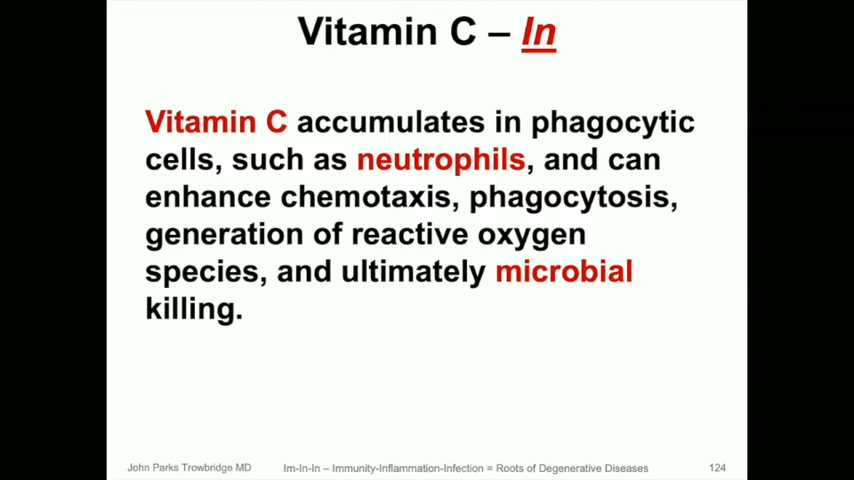 Vitamin C – In
Vitamin C accumulates in phagocytic
cells, such as neutrophils, and can
enhance chemotaxis, phagocytosis,
generation of reactive oxygen
species, and ultimately microbial
killing.
John Parks Trowbridge MD Im-In-In – Immunity-Inflammation-Infection = Roots of Degenerative Diseases 124